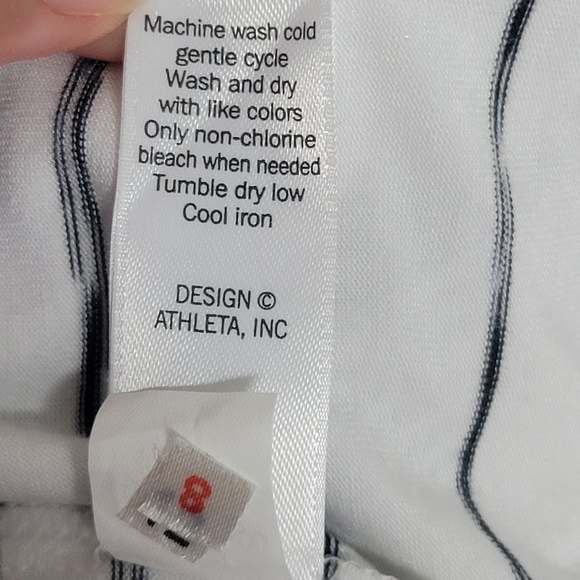 Machine wash cold
gentle cycle
Wash and dry
with like colors
Only non-chlorine
bleach when needed
Tumble dry low
Cool iron
DESIGN ©
ATHLETA, INC
8